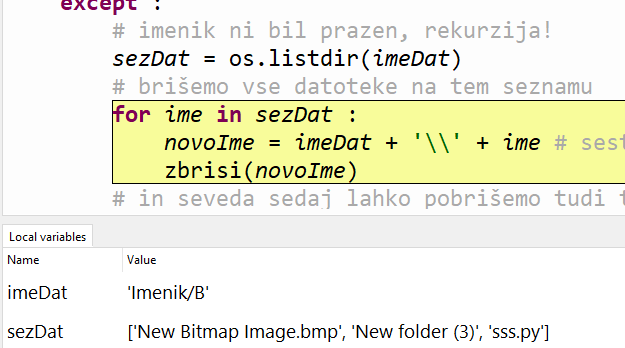 except :
# imenik ni bil prazen, rekurzija!
sezDat = os.listdir(imeDat)
# brišemo vse datoteke na tem seznamu
for ime in sezDat :
novoIme = imeDat + '\\' + ime # sest
zbrisi(novoIme)
# in seveda sedaj lahko pobrišemo tudi t
Local variables
Name Value
imeDat 'Imenik/B'
sezDat ['New Bitmap Image.bmp', 'New folder (3)', 'sss.py']